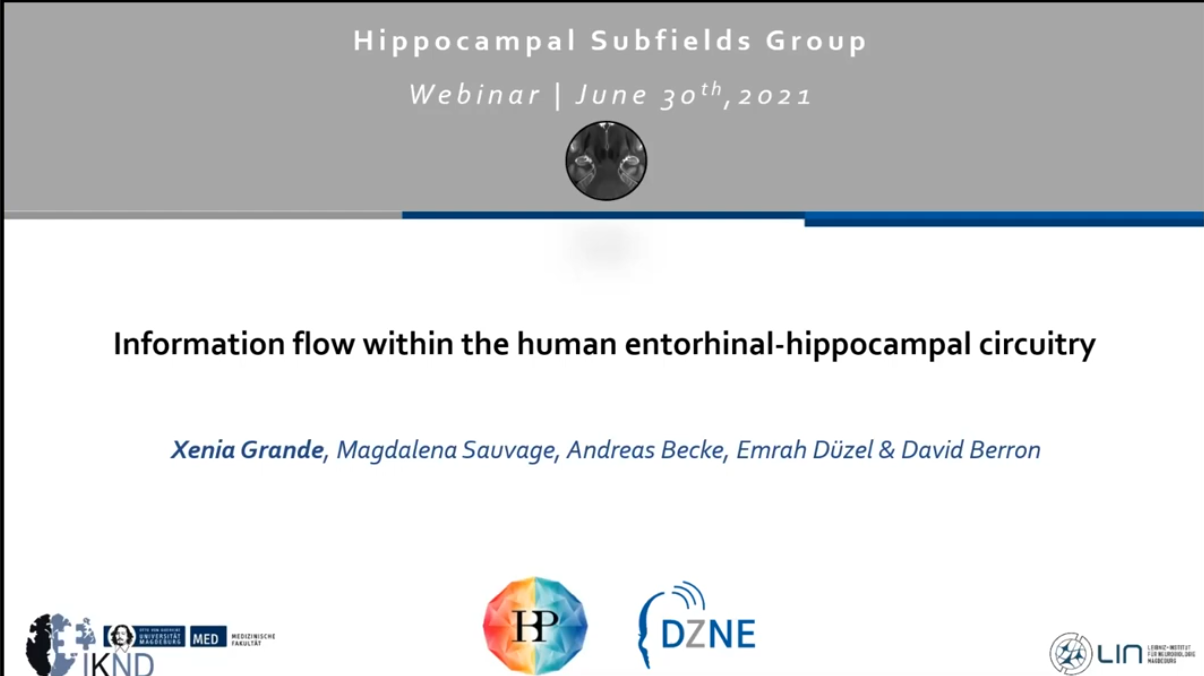 Hippocampal Subfields Group
Webinar | June 30th, 2021
Information flow within the human entorhinal-hippocampal circuitry
Xenia Grande, Magdalena Sauvage, Andreas Becke, Emrah Düzel & David Berron
IKND
OTTO VON GUERICKE
UNIVERSITÄT
MAGDEBURG
MED
MEDIZINISCHE
FAKULTÄT
HP
DZNE
LIN
LEIBNIZ-INSTITUT
FÜR NEUROBIOLOGIE
MAGDEBURG